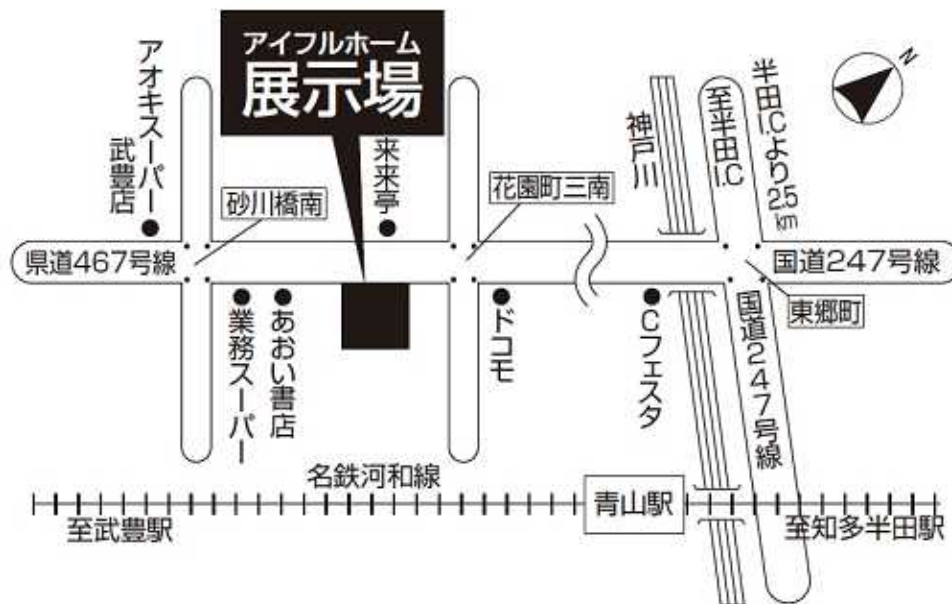 アイフルホーム
展示場
アオキスーパー
武豊店
来来亭
神戸川
至半田I.C
半田I.Cより2.5km
N
砂川橋南
花園町三南
県道467号線
国道247号線
東郷町
業務スーパー
あおい書店
ドコモ
Cフェスタ
国道247号線
名鉄河和線
青山駅
至武豊駅
至知多半田駅